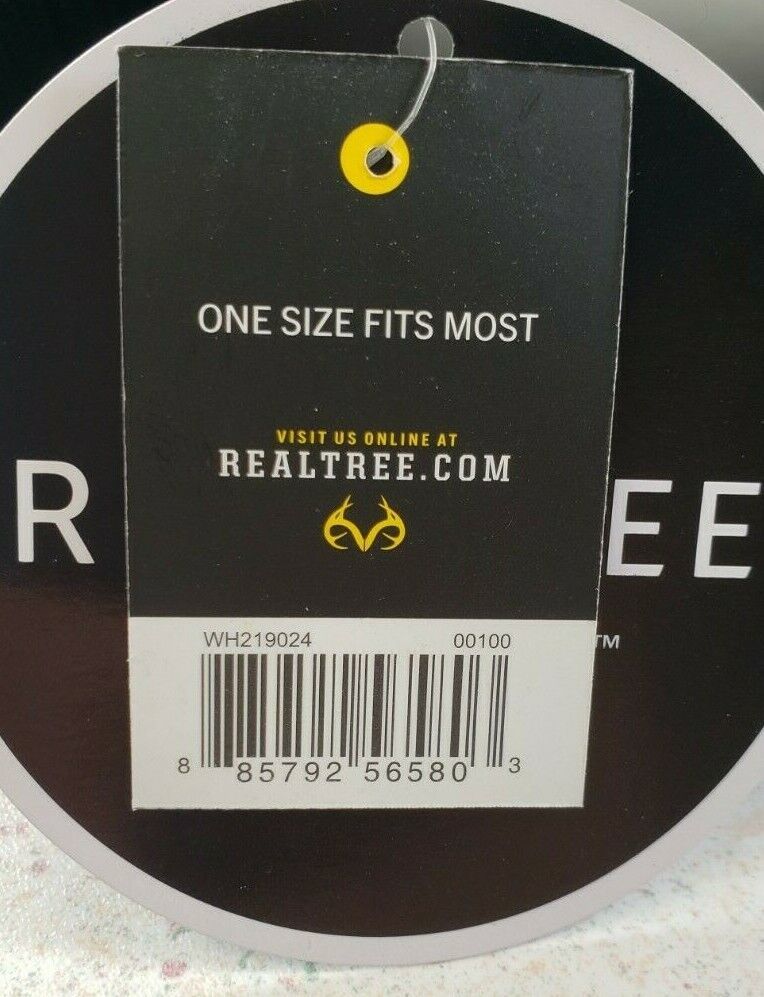 ONE SIZE FITS MOST
VISIT US ONLINE AT
REALTREE.COM
R EE
TM
WH219024 00100
8 85792 56580 3